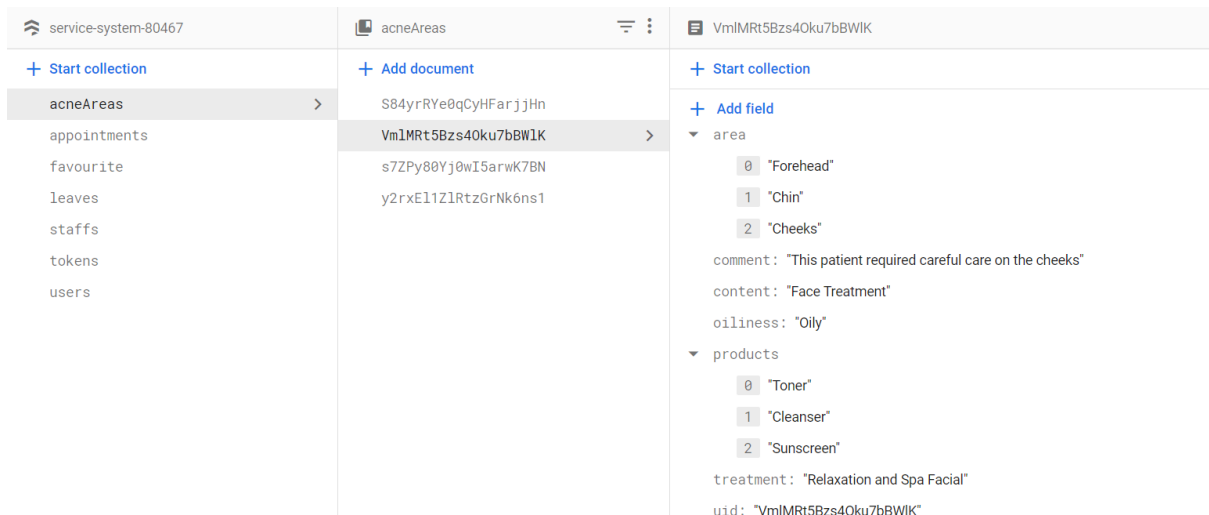 service-system-80467
Start collection
acneAreas
appointments
favourite
leaves
staffs
tokens
users
acneAreas
Add document
S84yrRYe0qCyHFarjjHn
VmlMRt5Bzs4Oku7bBWlK
s7ZPy80Yj0wI5arwK7BN
y2rxEl1ZlRtzGrNk6ns1
VmlMRt5Bzs4Oku7bBWlK
Start collection
Add field
area
0 "Forehead"
1 "Chin"
2 "Cheeks"
comment: "This patient required careful care on the cheeks"
content: "Face Treatment"
oiliness: "Oily"
products
0 "Toner"
1 "Cleanser"
2 "Sunscreen"
treatment: "Relaxation and Spa Facial"
uid: "VmlMRt5Bzs4Oku7bBWlK"